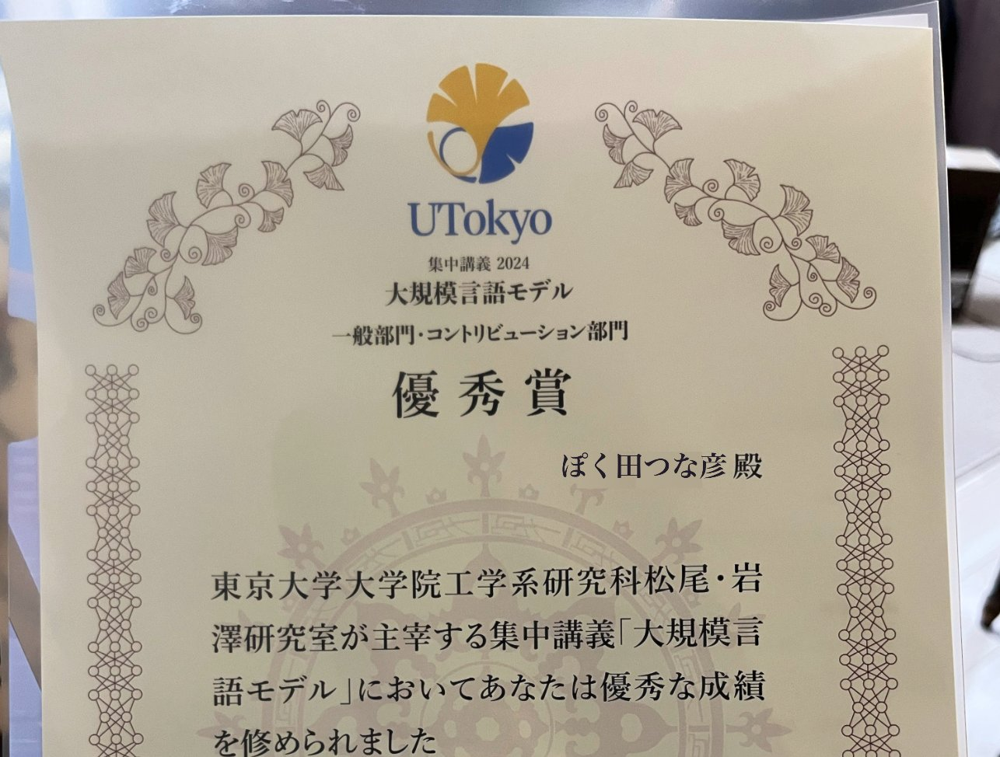 UTokyo
集中講義 2024
大規模言語モデル
一般部門・コントリビューション部門
優秀賞
ぽく田つな彦 殿
東京大学大学院工学系研究科松尾・岩
澤研究室が主宰する集中講義「大規模言
語モデル」においてあなたは優秀な成績
を修められました